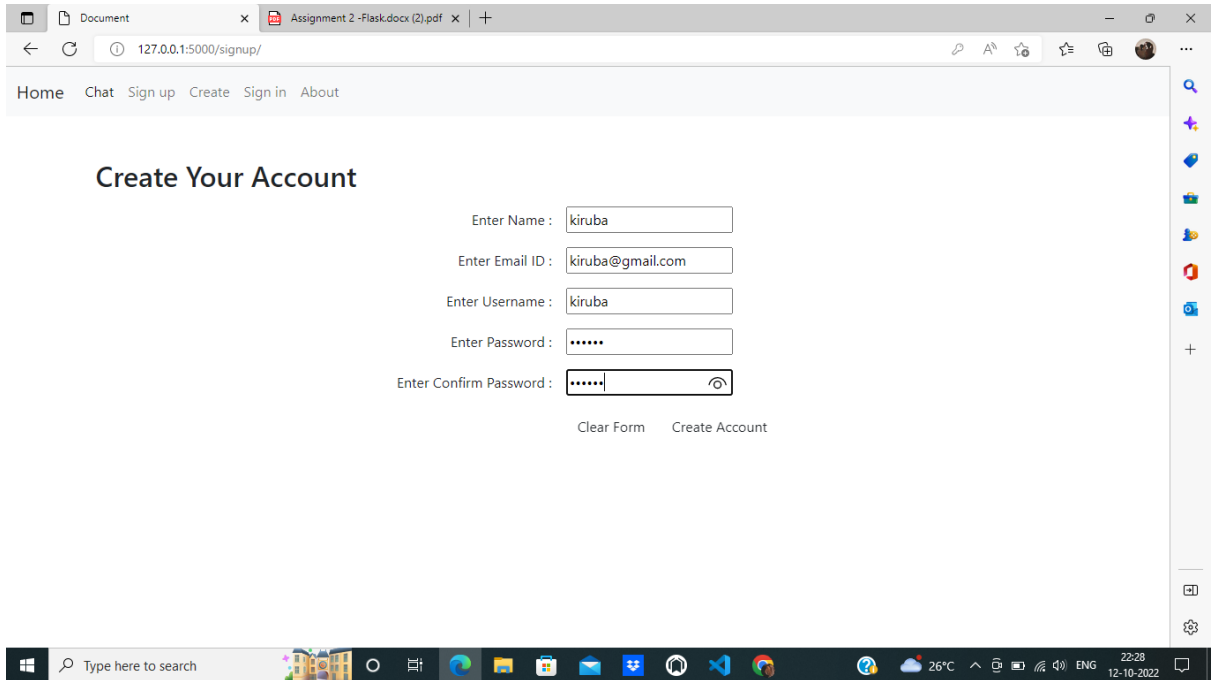 Document
Assignment 2 -Flask.docx (2).pdf
127.0.0.1:5000/signup/
Home Chat Sign up Create Sign in About
Create Your Account
Enter Name : kiruba
Enter Email ID : kiruba@gmail.com
Enter Username : kiruba
Enter Password : ••••••
Enter Confirm Password : ••••••
Clear Form Create Account
Type here to search
26°C ENG 22:28
12-10-2022